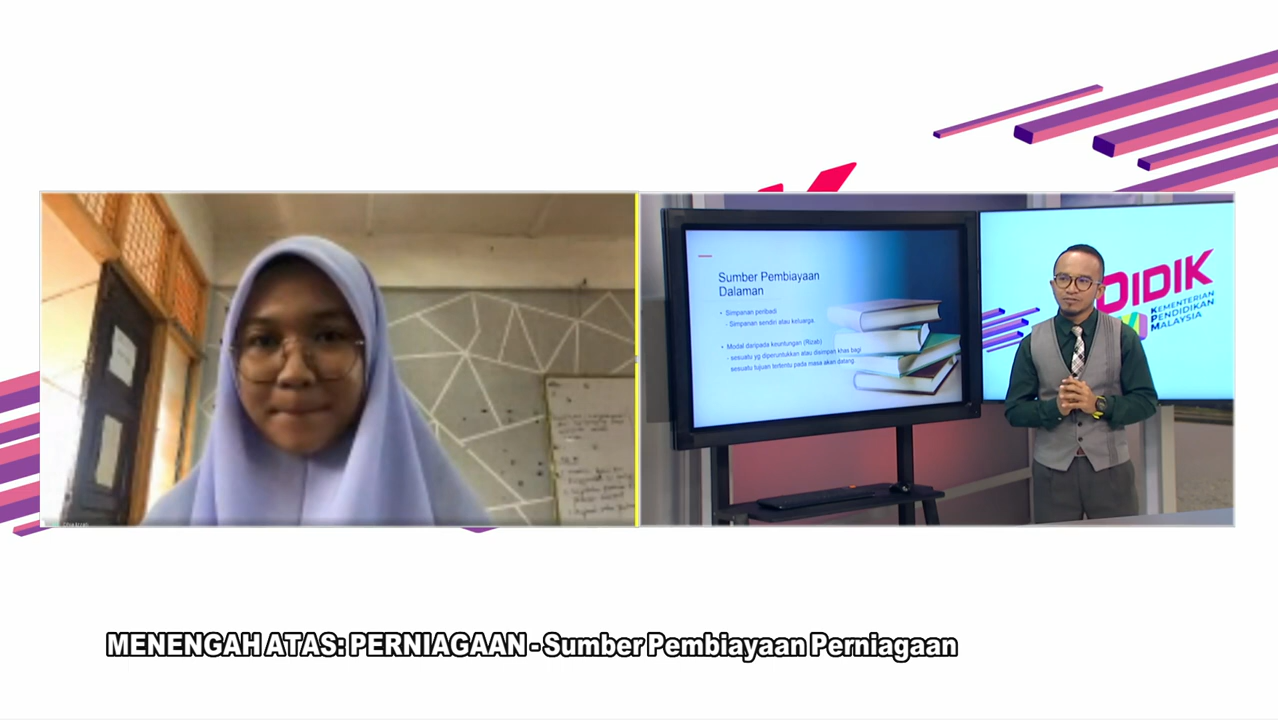 Sumber Pembiayaan
Dalaman
• Simpanan peribadi
- Simpanan sendiri atau keluarga.
• Modal daripada keuntungan (Rizab)
- sesuatu yg diperuntukkan atau disimpan khas bagi
sesuatu tujuan tertentu pada masa akan datang
DIDIK
KEMENTERIAN
PENDIDIKAN
MALAYSIA
MENENGAH ATAS: PERNIAGAAN - Sumber Pembiayaan Perniagaan